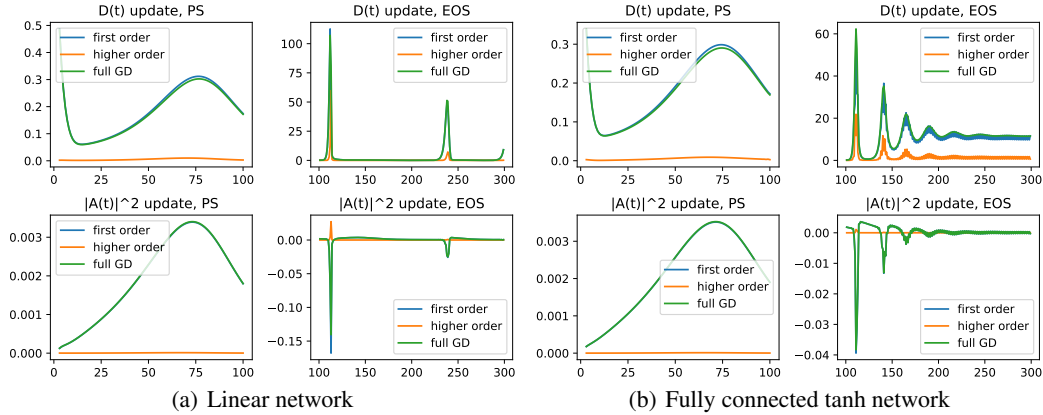 D(t) update, PS
D(t) update, EOS
D(t) update, PS
D(t) update, EOS
0.5
0.4
0.3
0.2
0.1
0.0
first order
higher order
full GD
0 25 50 75 100
100
75
50
25
0
first order
higher order
full GD
100 150 200 250 300
0.3
0.2
0.1
0.0
first order
higher order
full GD
0 25 50 75 100
60
40
20
0
first order
higher order
full GD
100 150 200 250 300
|A(t)|^2 update, PS
|A(t)|^2 update, EOS
|A(t)|^2 update, PS
|A(t)|^2 update, EOS
0.003
0.002
0.001
0.000
first order
higher order
full GD
0 25 50 75 100
0.00
−0.05
−0.10
−0.15
first order
higher order
full GD
100 150 200 250 300
0.003
0.002
0.001
0.000
first order
higher order
full GD
0 25 50 75 100
0.00
−0.01
−0.02
−0.03
−0.04
first order
higher order
full GD
100 150 200 250 300
(a) Linear network
(b) Fully connected tanh network